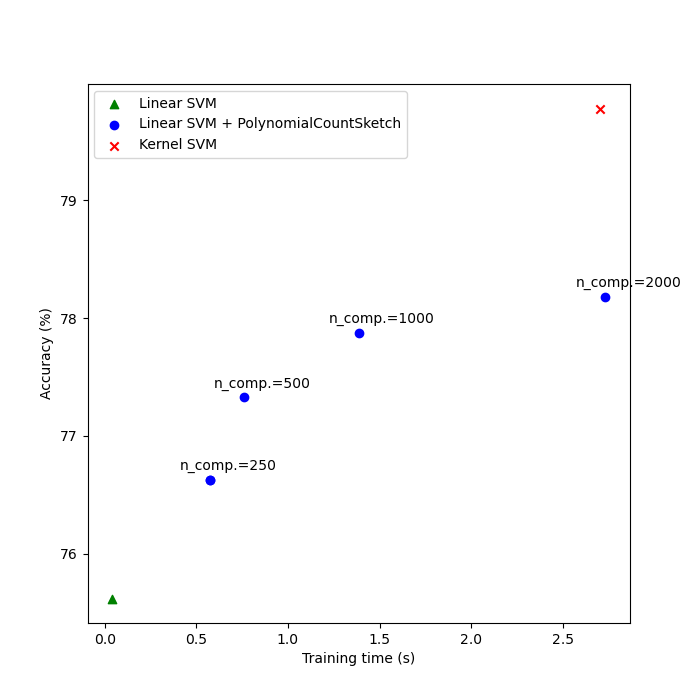 Linear SVM
Linear SVM + PolynomialCountSketch
Kernel SVM
79
78
77
76
Accuracy (%)
n_comp.=2000
n_comp.=1000
n_comp.=500
n_comp.=250
0.0 0.5 1.0 1.5 2.0 2.5
Training time (s)